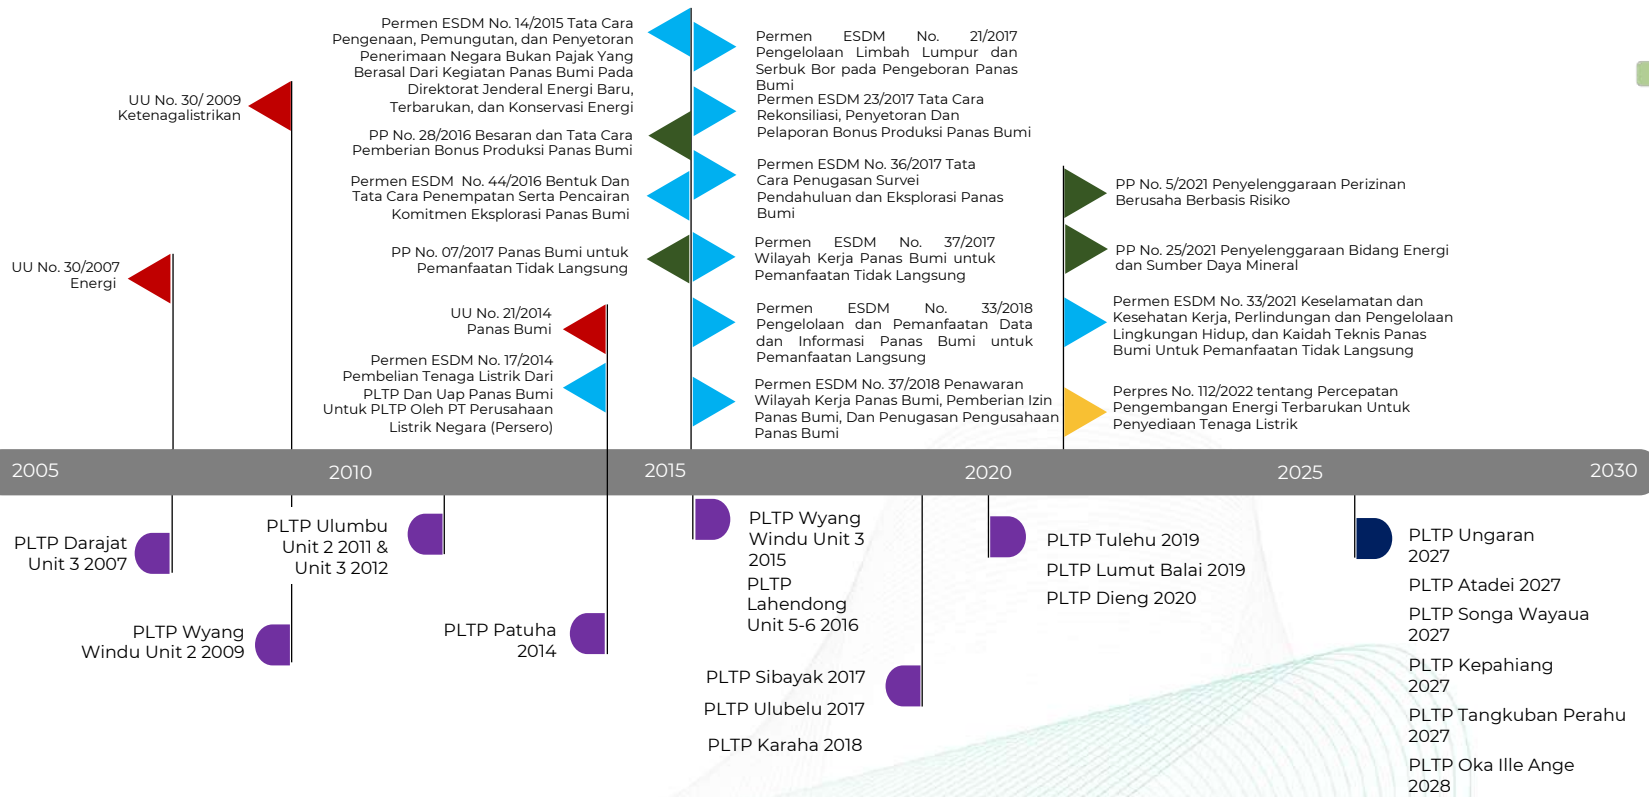 UU No. 30/2007
Energi
UU No. 30/ 2009
Ketenagalistrikan
Permen ESDM No. 14/2015 Tata Cara
Pengenaan, Pemungutan, dan Penyetoran
Penerimaan Negara Bukan Pajak Yang
Berasal Dari Kegiatan Panas Bumi Pada
Direktorat Jenderal Energi Baru,
Terbarukan, dan Konservasi Energi
PP No. 28/2016 Besaran dan Tata Cara
Pemberian Bonus Produksi Panas Bumi
Permen ESDM No. 44/2016 Bentuk Dan
Tata Cara Penempatan Serta Pencairan
Komitmen Eksplorasi Panas Bumi
PP No. 07/2017 Panas Bumi untuk
Pemanfaatan Tidak Langsung
UU No. 21/2014
Panas Bumi
Permen ESDM No. 17/2014
Pembelian Tenaga Listrik Dari
PLTP Dan Uap Panas Bumi
Untuk PLTP Oleh PT Perusahaan
Listrik Negara (Persero)
Permen ESDM No. 21/2017
Pengelolaan Limbah Lumpur dan
Serbuk Bor pada Pengeboran Panas
Bumi
Permen ESDM 23/2017 Tata Cara
Rekonsiliasi, Penyetoran Dan
Pelaporan Bonus Produksi Panas Bumi
Permen ESDM No. 36/2017 Tata
Cara Penugasan Survei
Pendahuluan dan Eksplorasi Panas
Bumi
Permen ESDM No. 37/2017
Wilayah Kerja Panas Bumi untuk
Pemanfaatan Tidak Langsung
Permen ESDM No. 33/2018
Pengelolaan dan Pemanfaatan Data
dan Informasi Panas Bumi untuk
Pemanfaatan Langsung
Permen ESDM No. 37/2018 Penawaran
Wilayah Kerja Panas Bumi, Pemberian Izin
Panas Bumi, Dan Penugasan Pengusahaan
Panas Bumi
PP No. 5/2021 Penyelenggaraan Perizinan
Berusaha Berbasis Risiko
PP No. 25/2021 Penyelenggaraan Bidang Energi
dan Sumber Daya Mineral
Permen ESDM No. 33/2021 Keselamatan dan
Kesehatan Kerja, Perlindungan dan Pengelolaan
Lingkungan Hidup, dan Kaidah Teknis Panas
Bumi Untuk Pemanfaatan Tidak Langsung
Perpres No. 112/2022 tentang Percepatan
Pengembangan Energi Terbarukan Untuk
Penyediaan Tenaga Listrik
2005
2010
2015
2020
2025
2030
PLTP Darajat
Unit 3 2007
PLTP Wyang
Windu Unit 2 2009
PLTP Ulumbu
Unit 2 2011 &
Unit 3 2012
PLTP Patuha
2014
PLTP Wyang
Windu Unit 3
2015
PLTP
Lahendong
Unit 5-6 2016
PLTP Sibayak 2017
PLTP Ulubelu 2017
PLTP Karaha 2018
PLTP Tulehu 2019
PLTP Lumut Balai 2019
PLTP Dieng 2020
PLTP Ungaran
2027
PLTP Atadei 2027
PLTP Songa Wayaua
2027
PLTP Kepahiang
2027
PLTP Tangkuban Perahu
2027
PLTP Oka Ille Ange
2028